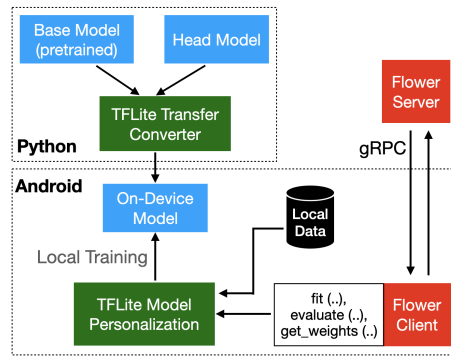 Base Model
(pretrained)
Head Model
TFLite Transfer
Converter
Python
Flower
Server
gRPC
Android
On-Device
Model
Local
Data
Local Training
TFLite Model
Personalization
fit (..),
evaluate (..),
get_weights (..)
Flower
Client